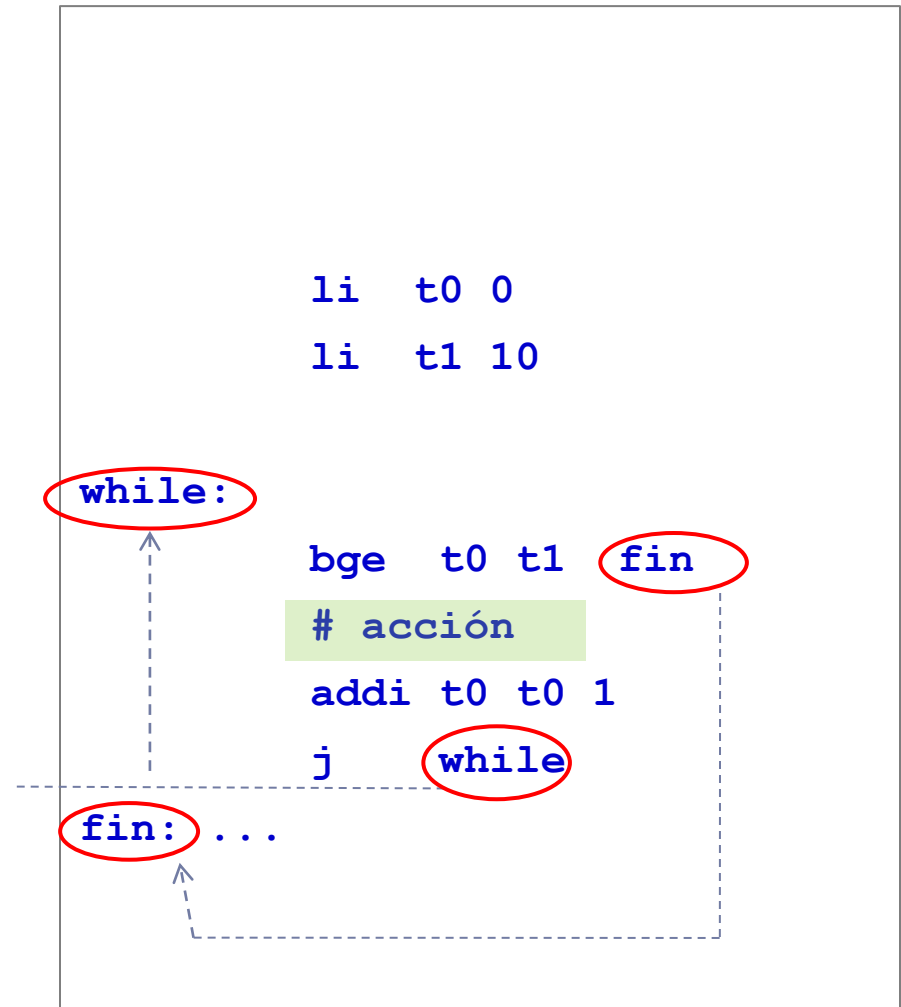 li t0 0
li t1 10
while:
bge t0 t1 fin
# acción
addi t0 t0 1
j while
fin: ...